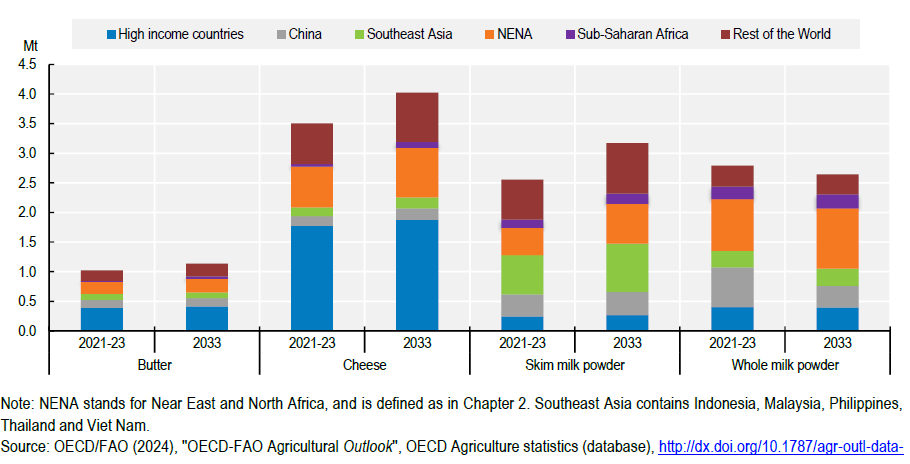 High income countries China Southeast Asia NENA Sub-Saharan Africa Rest of the World
Mt
4.5
4.0
3.5
3.0
2.5
2.0
1.5
1.0
0.5
0.0
2021-23 2033 2021-23 2033 2021-23 2033 2021-23 2033
Butter Cheese Skim milk powder Whole milk powder
Note: NENA stands for Near East and North Africa, and is defined as in Chapter 2. Southeast Asia contains Indonesia, Malaysia, Philippines,
Thailand and Viet Nam.
Source: OECD/FAO (2024), "OECD-FAO Agricultural Outlook", OECD Agriculture statistics (database), http://dx.doi.org/10.1787/agr-outl-data-